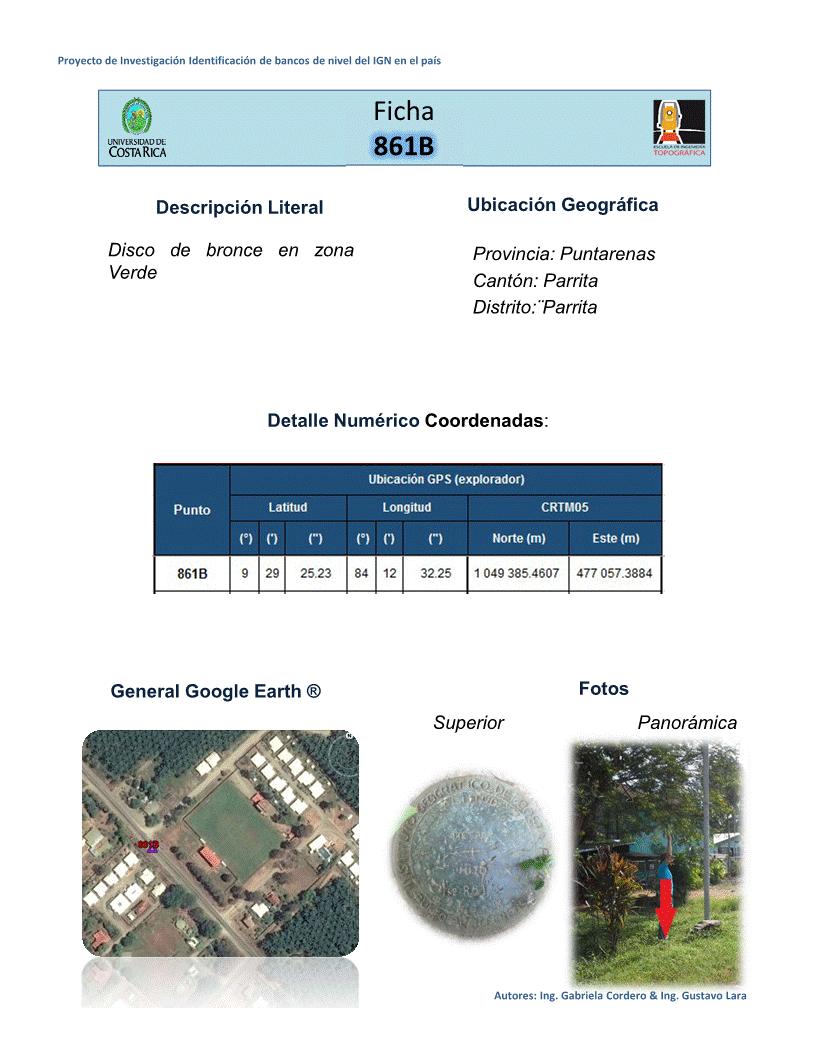 Proyecto de Investigación Identificación de bancos de nivel del IGN en el país
UNIVERSIDAD DE
COSTA RICA
Ficha
861B
ESCUELA DE INGENIERÍA
TOPOGRÁFICA
Descripción Literal
Disco de bronce en zona
Verde
Ubicación Geográfica
Provincia: Puntarenas
Cantón: Parrita
Distrito:¨Parrita
Detalle Numérico Coordenadas:
Punto
Ubicación GPS (explorador)
Latitud Longitud CRTM05
(°) (') (") (°) (') (") Norte (m) Este (m)
861B 9 29 25.23 84 12 32.25 1 049 385.4607 477 057.3884
General Google Earth ®
861B
Fotos
Superior Panorámica
Autores: Ing. Gabriela Cordero & Ing. Gustavo Lara